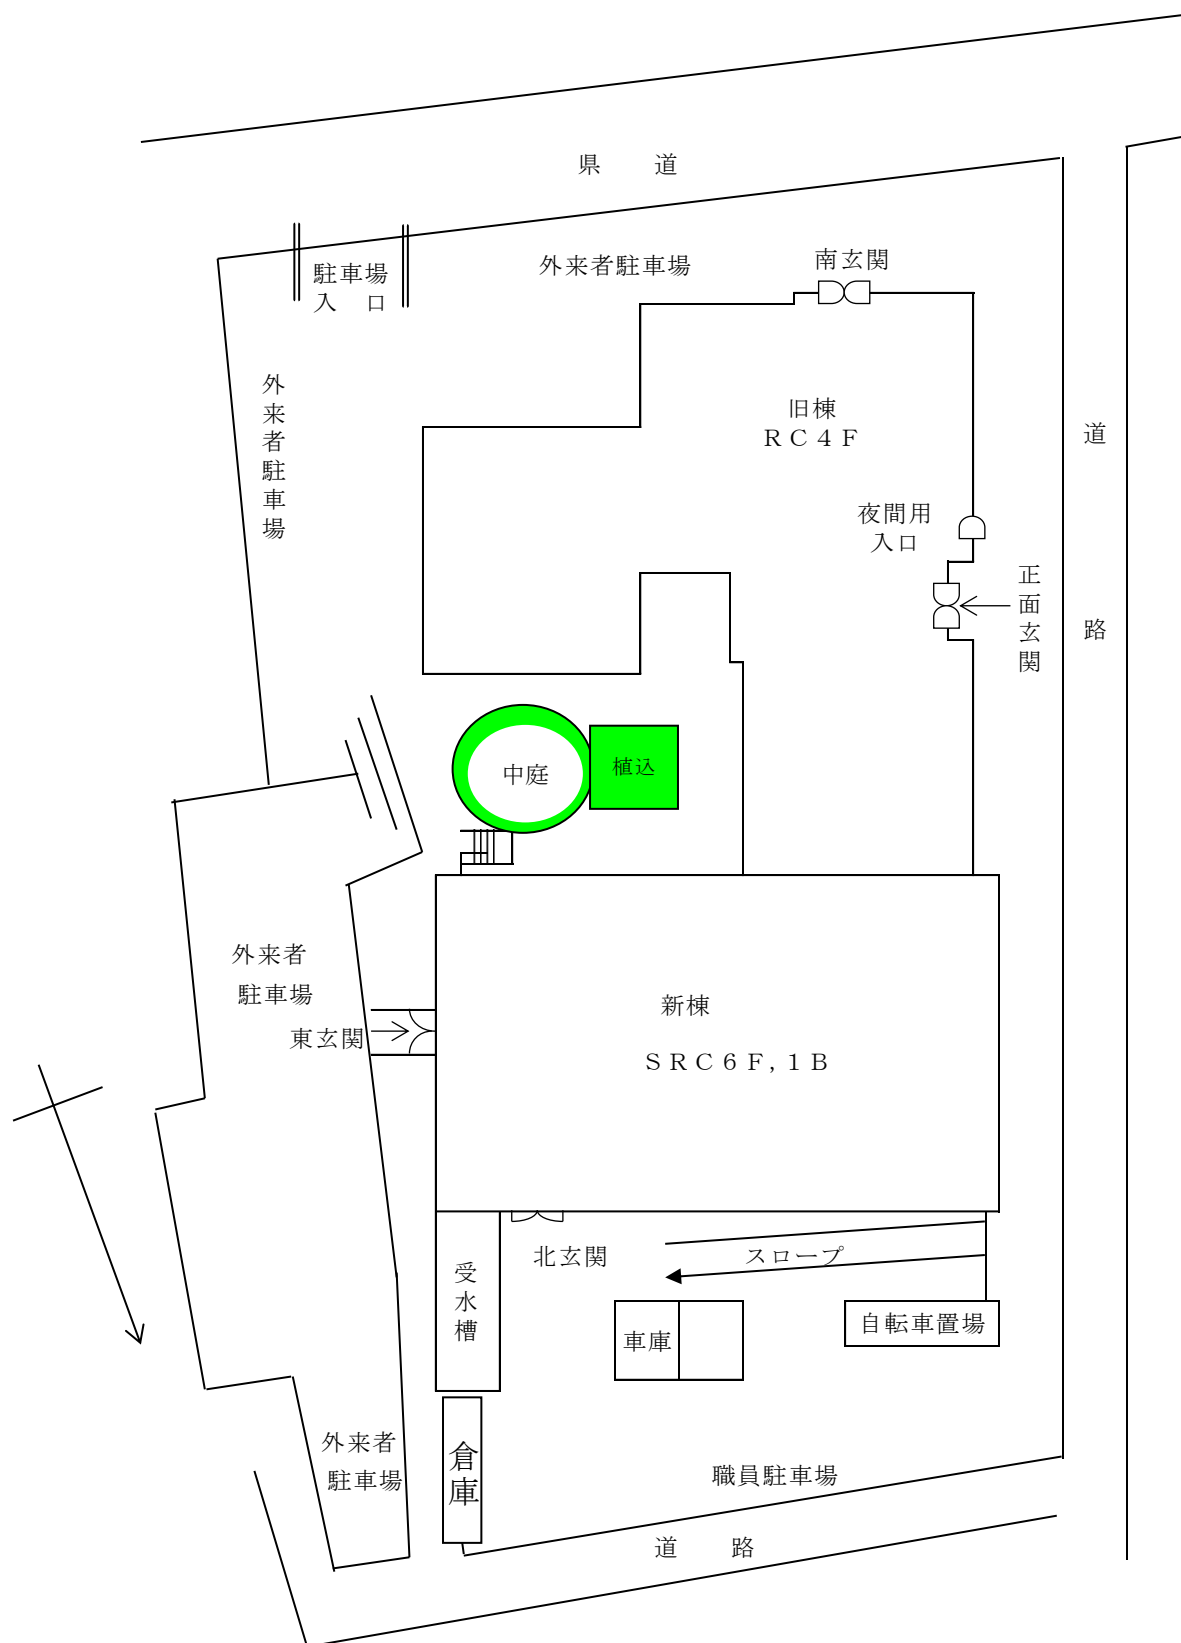 県　道
駐車場
入　口
外来者駐車場
南玄関
外来者駐車場
旧棟
ＲＣ４Ｆ
道路
夜間用
入口
正面玄関
中庭
植込
外来者
駐車場
東玄関
新棟
ＳＲＣ６Ｆ，１Ｂ
北玄関
スロープ
受水槽
車庫
自転車置場
外来者
駐車場
倉庫
職員駐車場
道　路